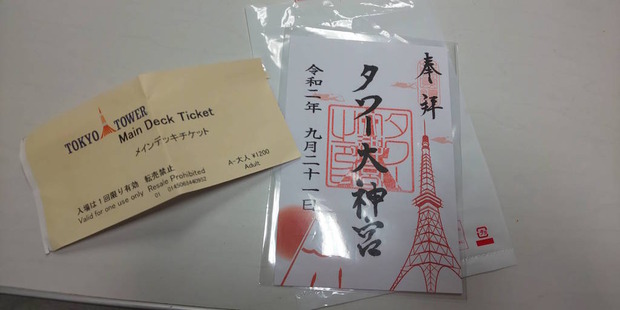 TOKYO TOWER
Main Deck Ticket
メインデッキチケット
A-大人 ¥1200
Adult
入場は1回限り有効 転売禁止
Valid for one use only Resale Prohibited
奉拝
タワー大神宮
令和二年 九月二十一日